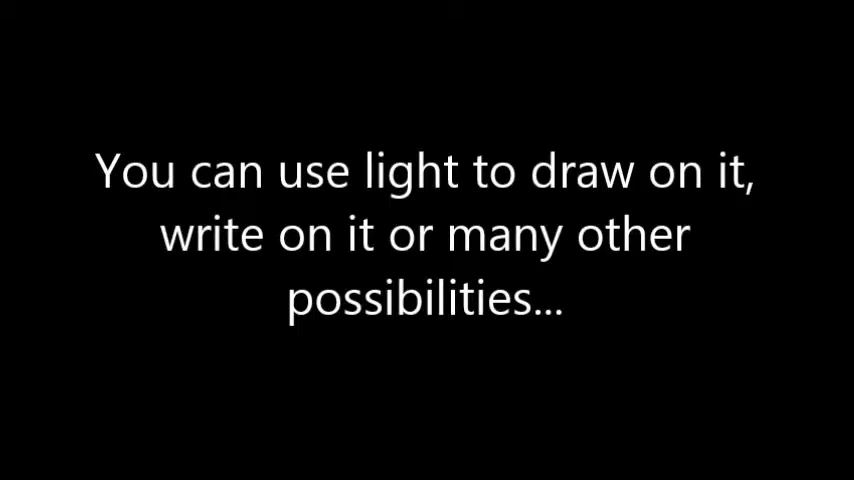 You can use light to draw on it,
write on it or many other
possibilities...